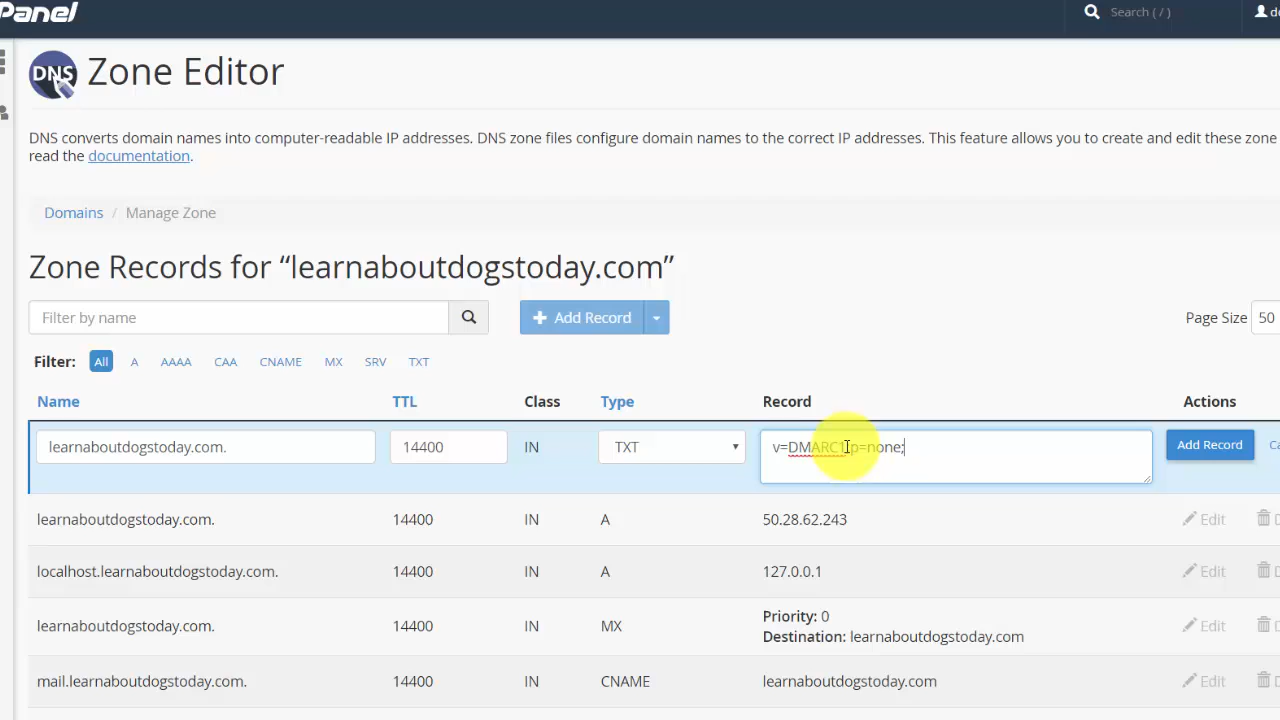 Panel
Search ( / )
DNS
Zone Editor
DNS converts domain names into computer-readable IP addresses. DNS zone files configure domain names to the correct IP addresses. This feature allows you to create and edit these zone
read the documentation.
Domains / Manage Zone
Zone Records for “learnaboutdogstoday.com”
Filter by name
+ Add Record
Page Size 50
Filter: All A AAAA CAA CNAME MX SRV TXT
Name TTL Class Type Record Actions
learnaboutdogstoday.com. 14400 IN TXT v=DMARC1 p=none; Add Record
learnaboutdogstoday.com. 14400 IN A 50.28.62.243 Edit
localhost.learnaboutdogstoday.com. 14400 IN A 127.0.0.1 Edit
learnaboutdogstoday.com. 14400 IN MX Priority: 0 Edit
Destination: learnaboutdogstoday.com
mail.learnaboutdogstoday.com. 14400 IN CNAME learnaboutdogstoday.com Edit